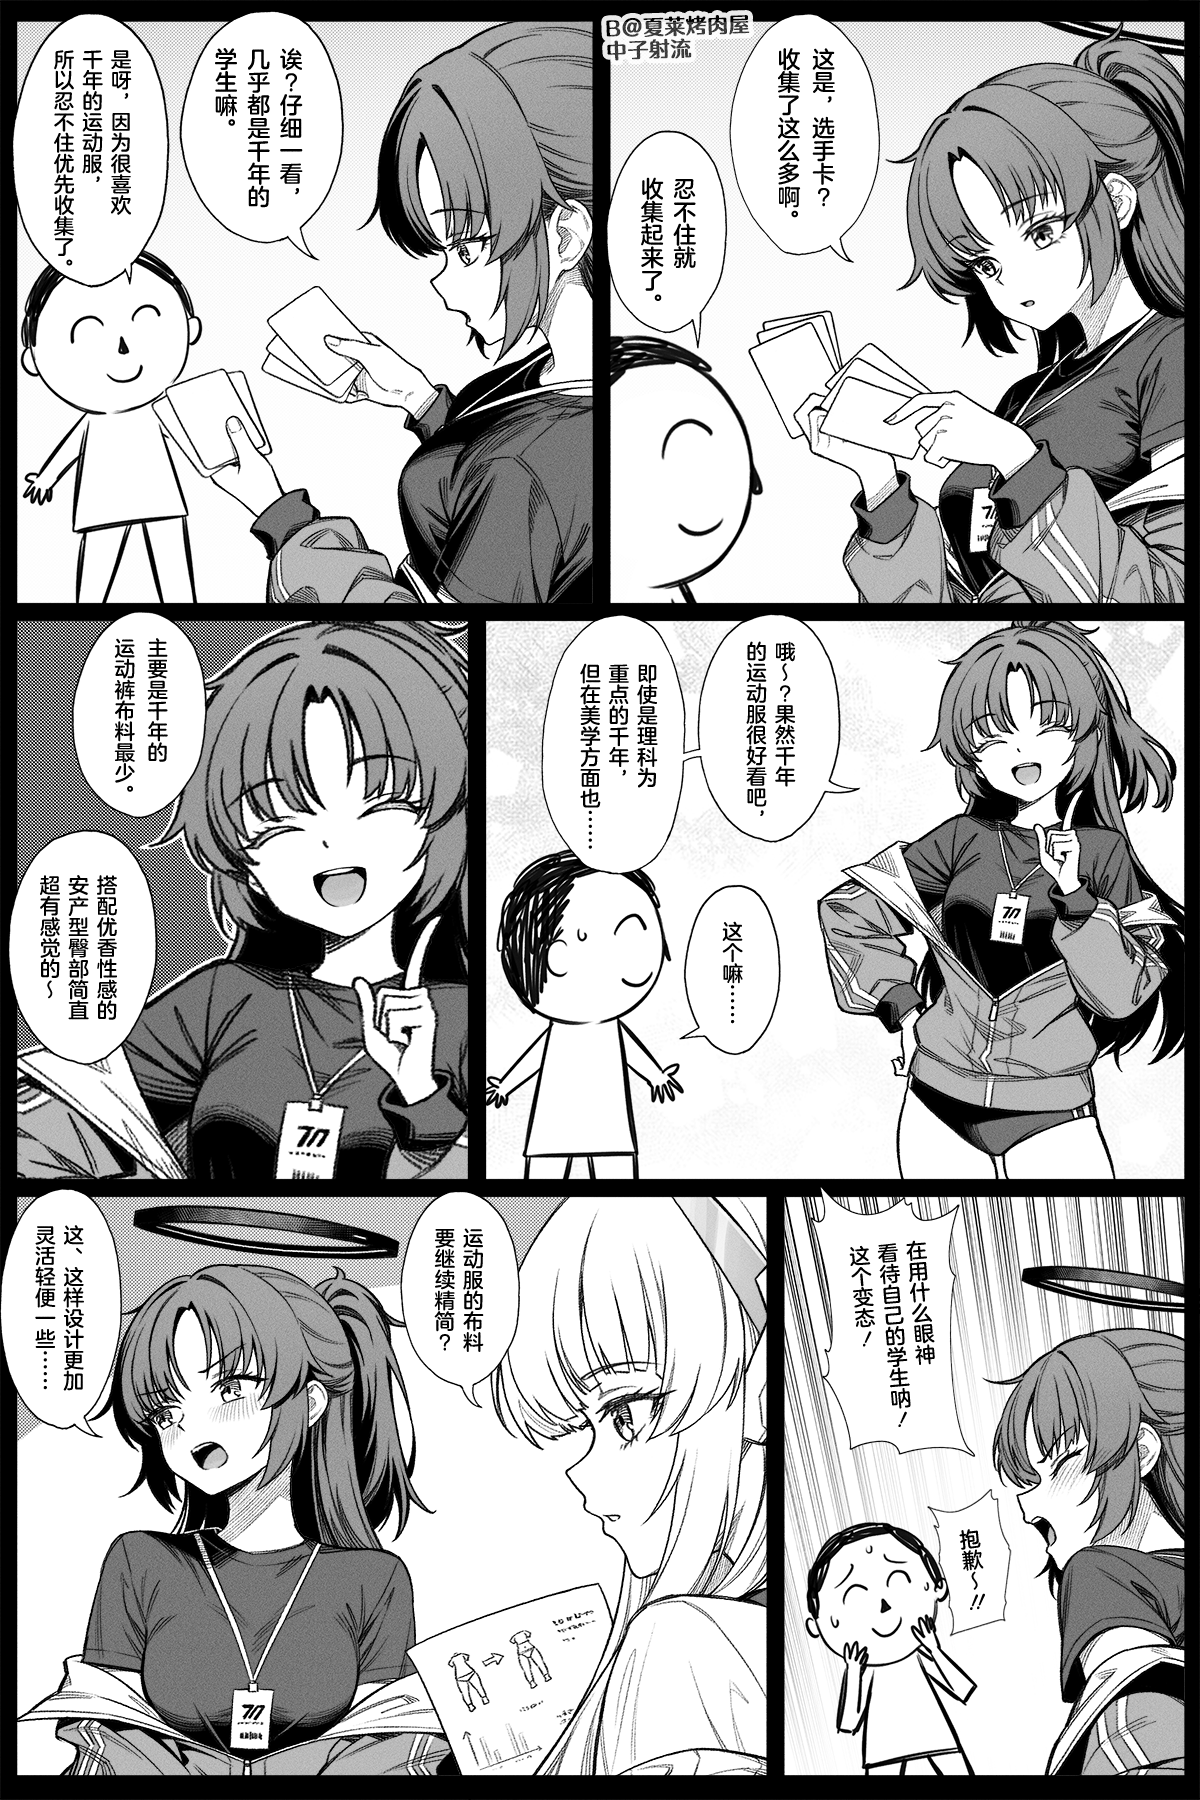 B@夏莱烤肉屋
中子射流
这是，选手卡？
收集了这么多啊。
忍不住就
收集起来了。
诶？仔细一看，
几乎都是千年的
学生嘛。
是呀，因为很喜欢
千年的运动服，
所以忍不住优先收集了。
哦～？果然千年
的运动服很好看吧，
即使是理科为
重点的千年，
但在美学方面也……
这个嘛……
主要是千年的
运动裤布料最少。
搭配优香性感的
安产型臀部简直
超有感觉的～
在用什么眼神
看待自己的学生呐！
这个变态！
抱歉～!!
运动服的布料
要继续精简？
这、这样设计更加
灵活轻便一些……